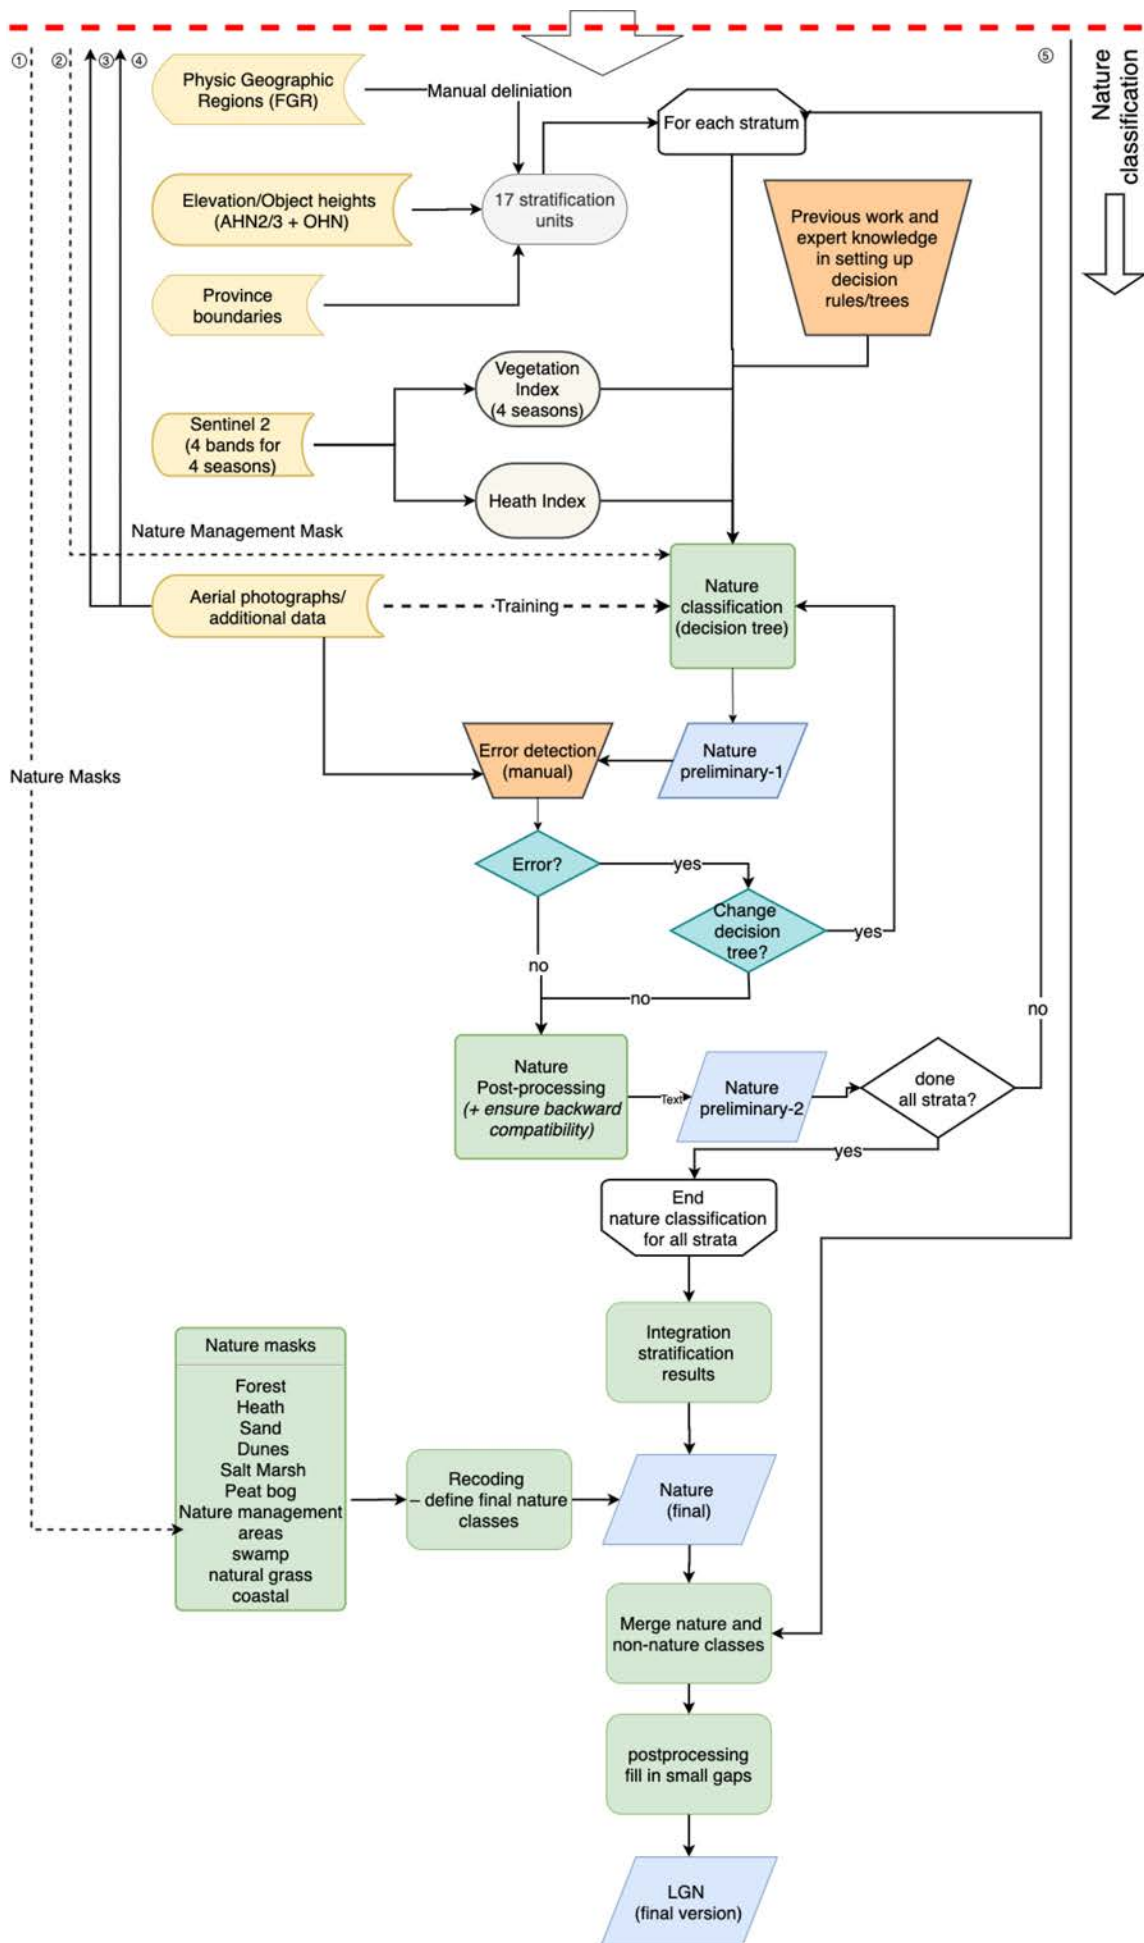 ①
②
③
④
⑤
Nature
classification
Physic Geographic
Regions (FGR)
Manual deliniation
For each stratum
Elevation/Object heights
(AHN2/3 + OHN)
17 stratification
units
Previous work and
expert knowledge
in setting up
decision
rules/trees
Province
boundaries
Vegetation
Index
(4 seasons)
Sentinel 2
(4 bands for
4 seasons)
Heath Index
Nature Management Mask
Nature
classification
(decision tree)
Aerial photographs/
additional data
Training
Nature Masks
Error detection
(manual)
Nature
preliminary-1
Error?
yes
Change
decision
tree?
yes
no
no
no
Nature
Post-processing
(+ ensure backward
compatibility)
Text
Nature
preliminary-2
done
all strata?
yes
End
nature classification
for all strata
Integration
stratification
results
Nature masks
Forest
Heath
Sand
Dunes
Salt Marsh
Peat bog
Nature management
areas
swamp
natural grass
coastal
Recoding
– define final nature
classes
Nature
(final)
Merge nature and
non-nature classes
postprocessing
fill in small gaps
LGN
(final version)